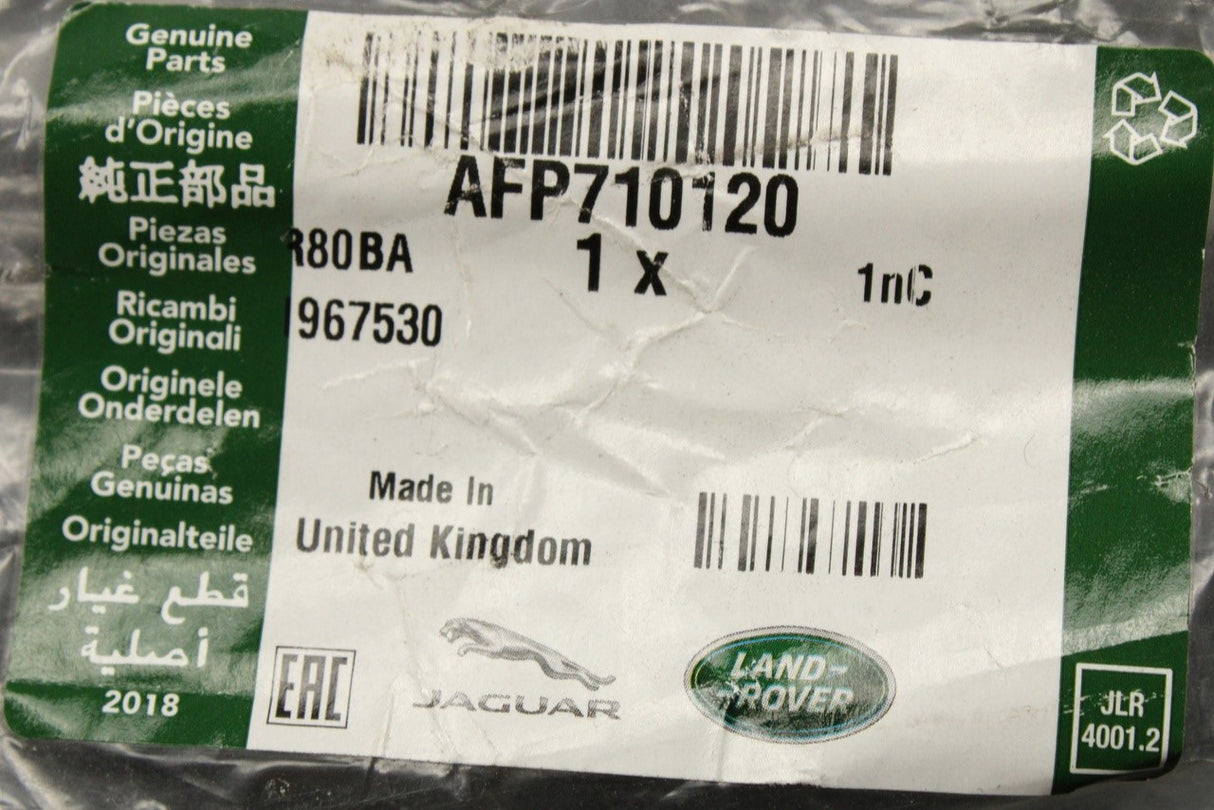 Genuine
Parts
Pièces
d'Origine
純正部品
Piezas
Originales
Ricambi
Originali
Originele
Onderdelen
Peças
Genuinas
Originalteile
قطع غيار
أصلية
2018
AFP710120
R80BA
1 x
1nC
1967530
Made In
United Kingdom
EAC
JAGUAR
LAND-
ROVER
JLR
4001.2